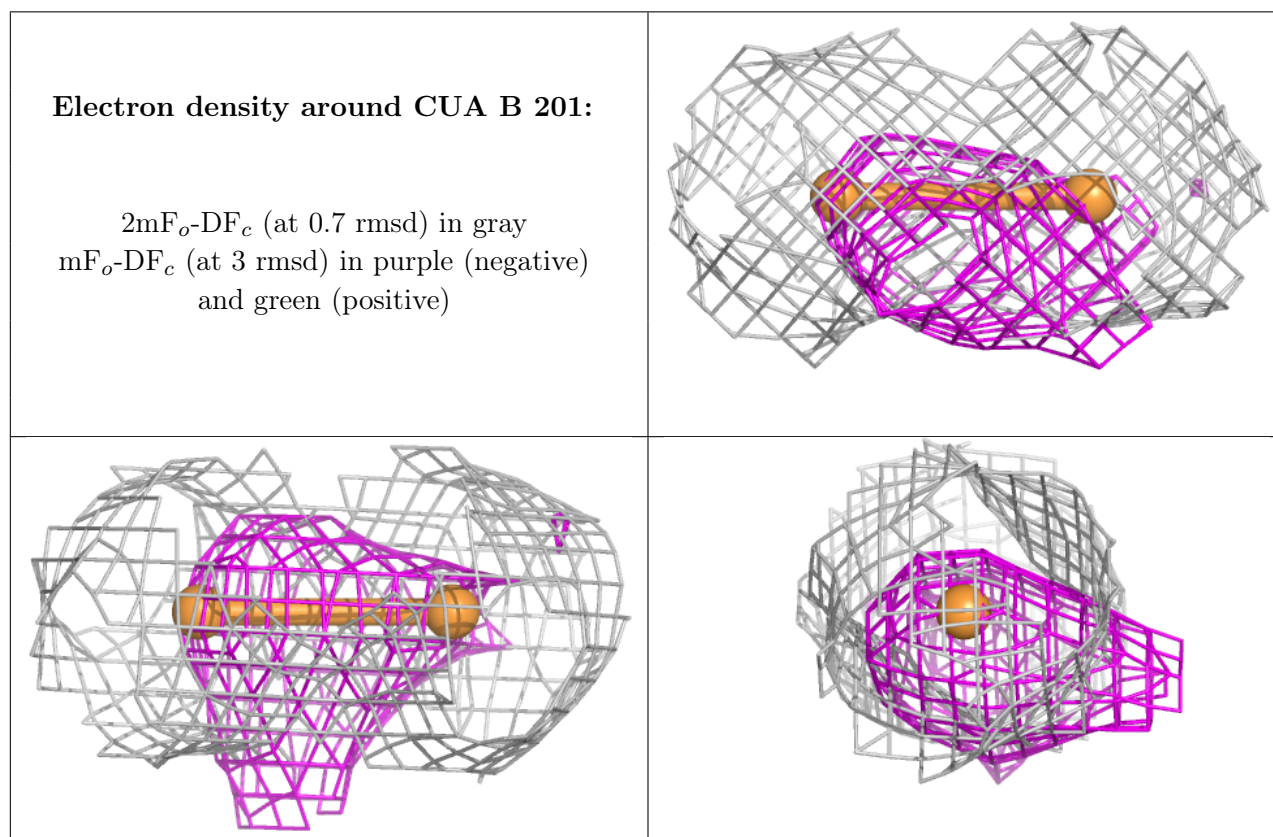 Electron density around CUA B 201:
2mFo-DFc (at 0.7 rmsd) in gray
mFo-DFc (at 3 rmsd) in purple (negative)
and green (positive)